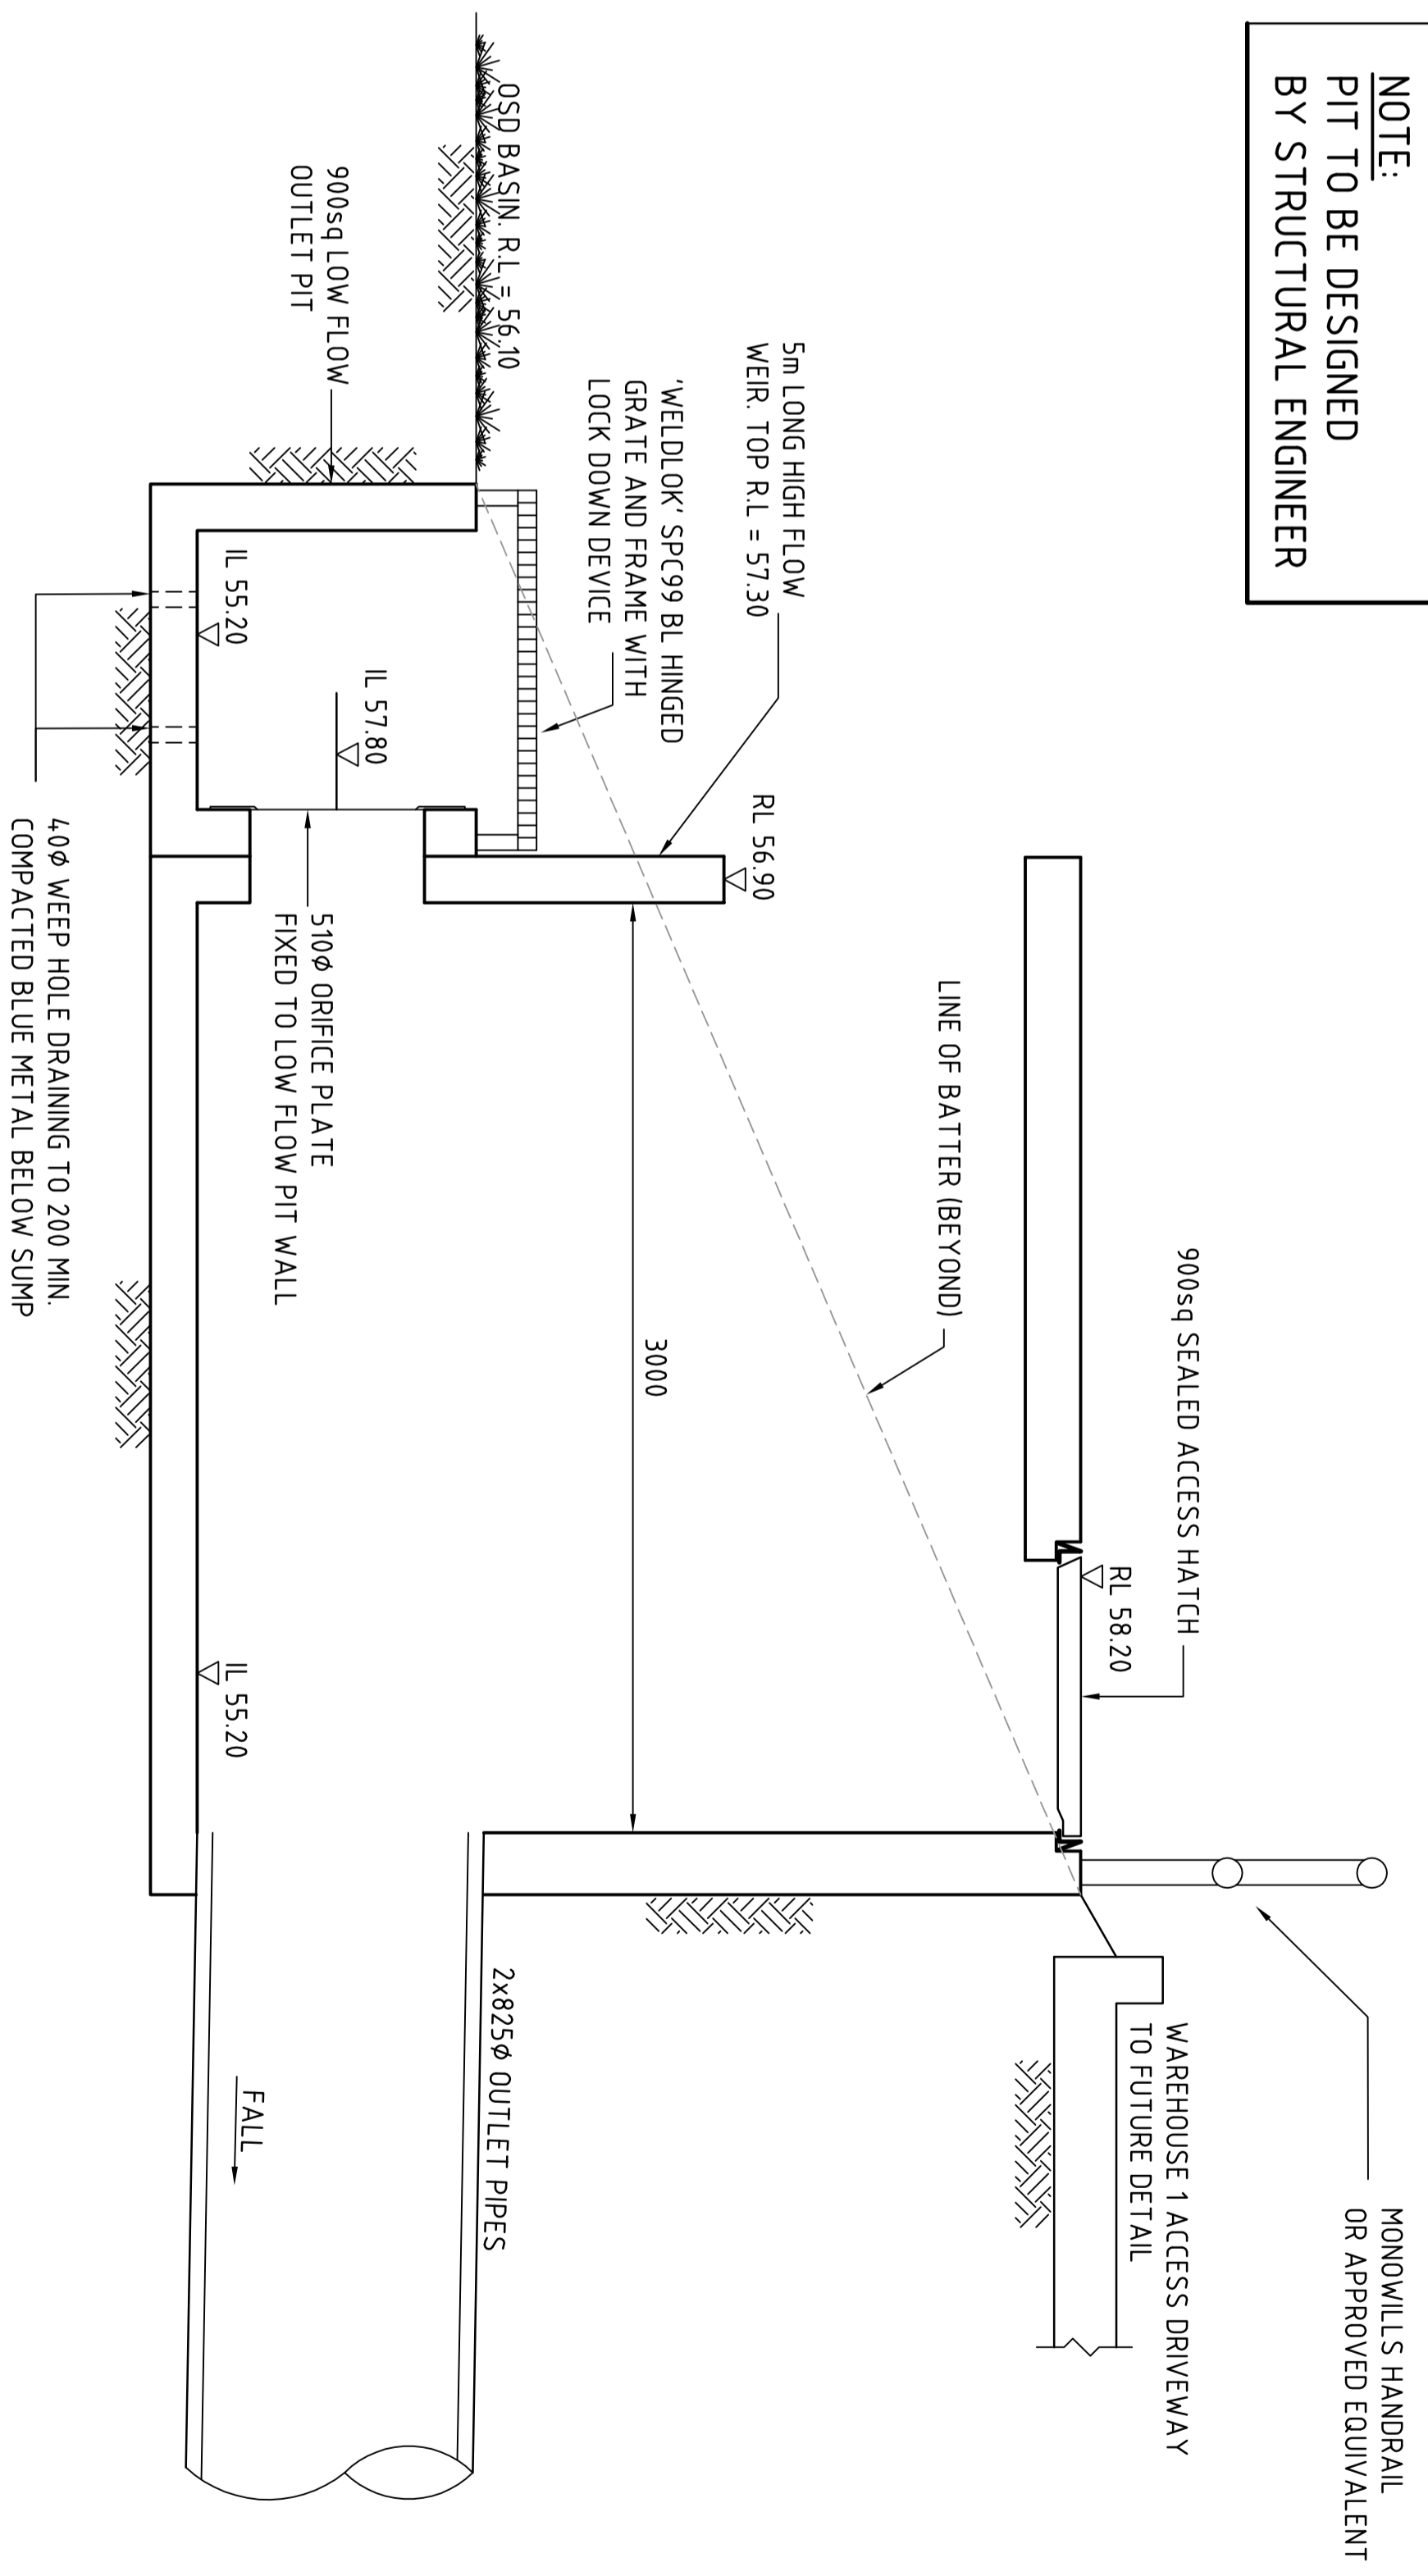 NOTE:
PIT TO BE DESIGNED
BY STRUCTURAL ENGINEER
MONOWILLS HANDRAIL
OR APPROVED EQUIVALENT
900sq SEALED ACCESS HATCH
WAREHOUSE 1 ACCESS DRIVEWAY
TO FUTURE DETAIL
RL 58.20
LINE OF BATTER (BEYOND)
5m LONG HIGH FLOW
WEIR. TOP R.L = 57.30
RL 56.90
'WELDLOK' SPC99 BL HINGED
GRATE AND FRAME WITH
LOCK DOWN DEVICE
3000
OSD BASIN. R.L = 56.10
2x825Ø OUTLET PIPES
900sq LOW FLOW
OUTLET PIT
IL 57.80
510Ø ORIFICE PLATE
FIXED TO LOW FLOW PIT WALL
IL 55.20
IL 55.20
FALL
40Ø WEEP HOLE DRAINING TO 200 MIN.
COMPACTED BLUE METAL BELOW SUMP